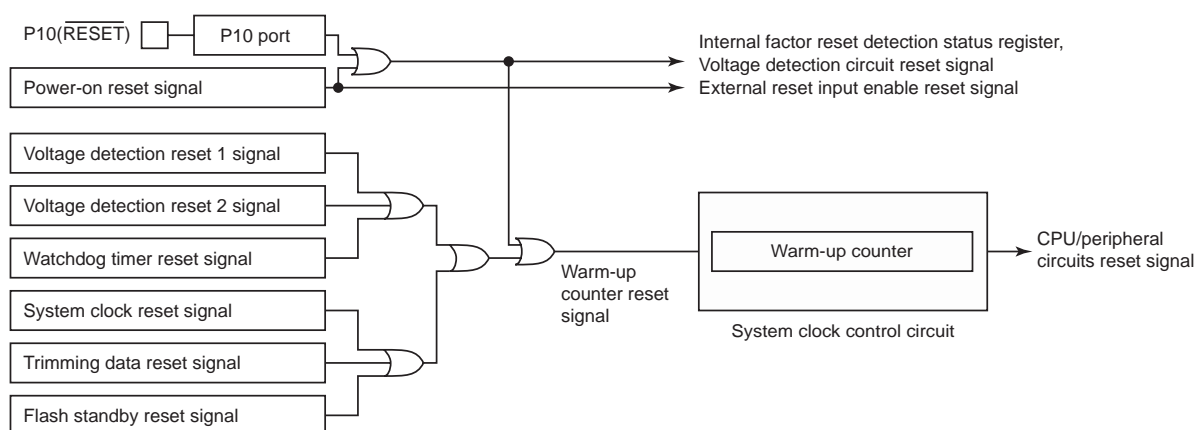 P10(RESET)
P10 port
Power-on reset signal
Internal factor reset detection status register,
Voltage detection circuit reset signal
External reset input enable reset signal
Voltage detection reset 1 signal
Voltage detection reset 2 signal
Watchdog timer reset signal
System clock reset signal
Trimming data reset signal
Flash standby reset signal
Warm-up
counter reset
signal
Warm-up counter
System clock control circuit
CPU/peripheral
circuits reset signal